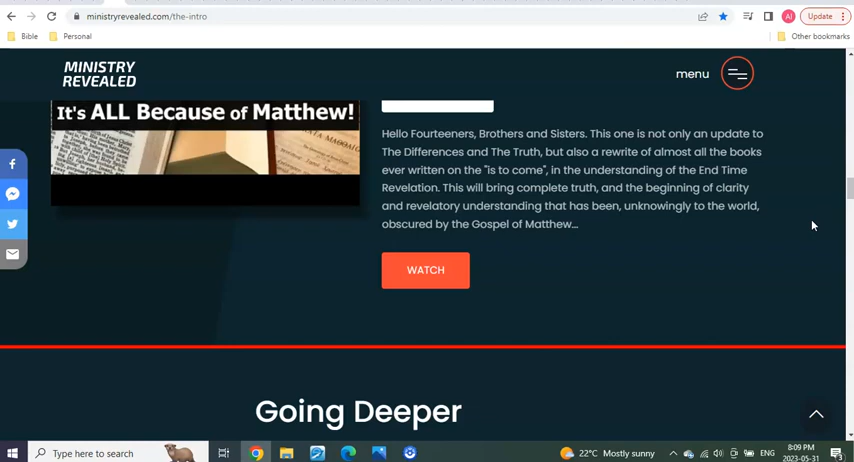 ministryrevealed.com/the-intro
AI
Update
Bible
Personal
Other bookmarks
MINISTRY
REVEALED
menu
It's ALL Because of Matthew!
Hello Fourteeners, Brothers and Sisters. This one is not only an update to
The Differences and The Truth, but also a rewrite of almost all the books
ever written on the "is to come", in the understanding of the End Time
Revelation. This will bring complete truth, and the beginning of clarity
and revelatory understanding that has been, unknowingly to the world,
obscured by the Gospel of Matthew...
WATCH
Going Deeper
Type here to search
22°C Mostly sunny
ENG
8:09 PM
2023-05-31
3